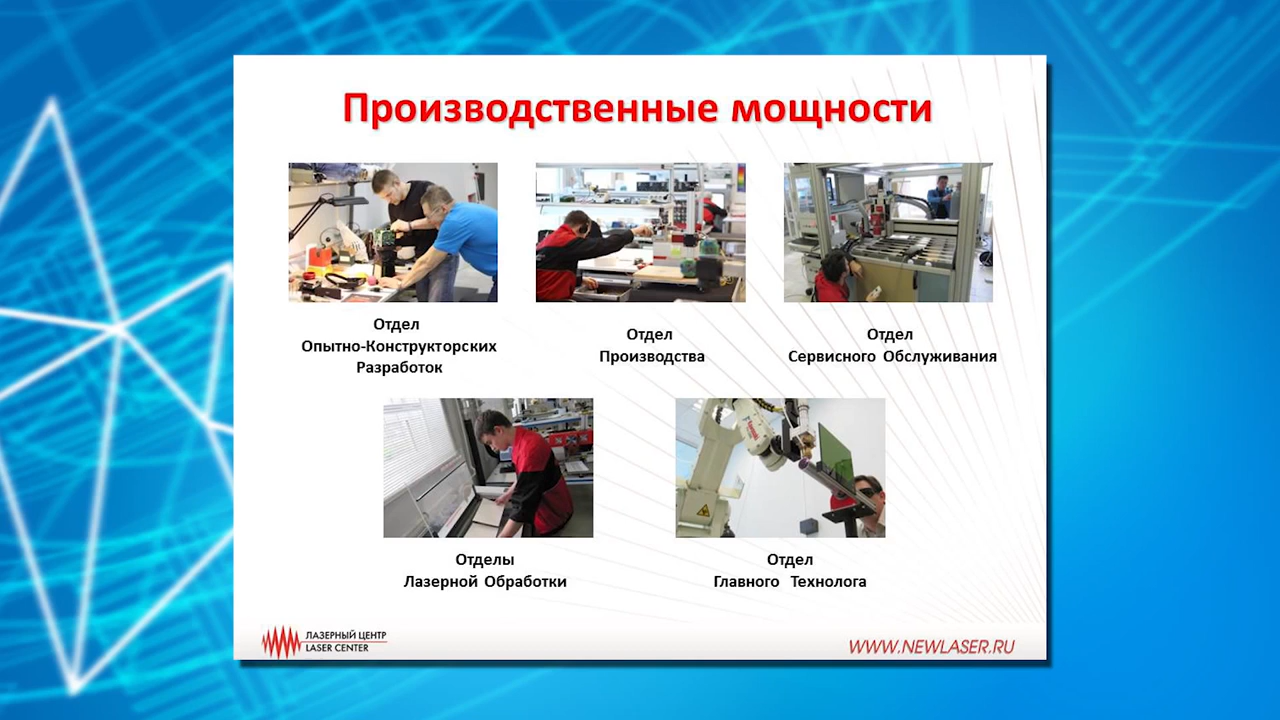 Производственные мощности
Отдел
Опытно-Конструкторских
Разработок
Отдел
Производства
Отдел
Сервисного Обслуживания
Отделы
Лазерной Обработки
Отдел
Главного Технолога
ЛАЗЕРНЫЙ ЦЕНТР
LASER CENTER
WWW.NEWLASER.RU